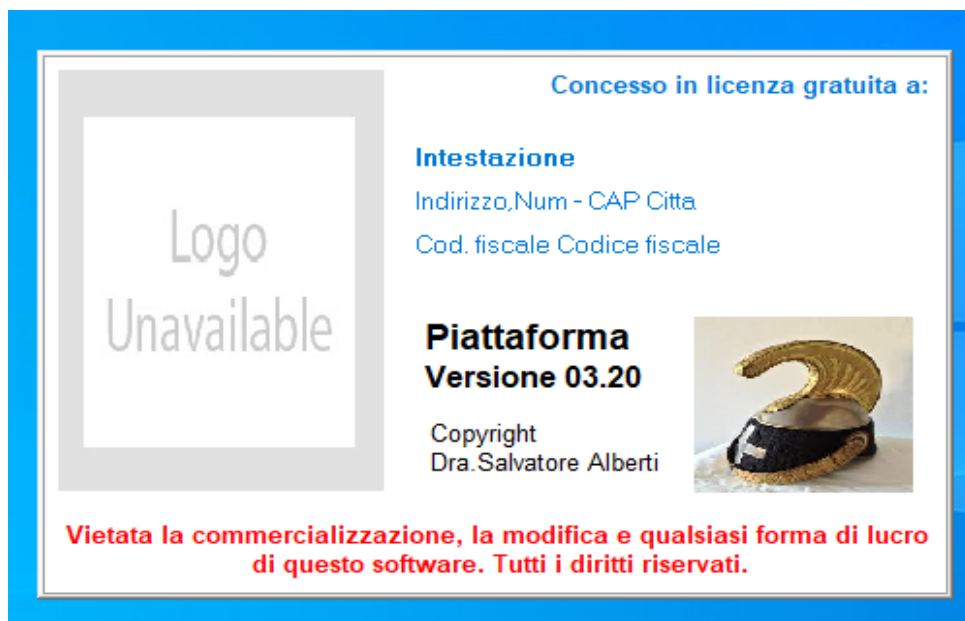 Concesso in licenza gratuita a:
Logo
Unavailable
Intestazione
Indirizzo,Num - CAP Citta
Cod. fiscale Codice fiscale
Piattaforma
Versione 03.20
Copyright
Dra.Salvatore Alberti
Vietata la commercializzazione, la modifica e qualsiasi forma di lucro
di questo software. Tutti i diritti riservati.